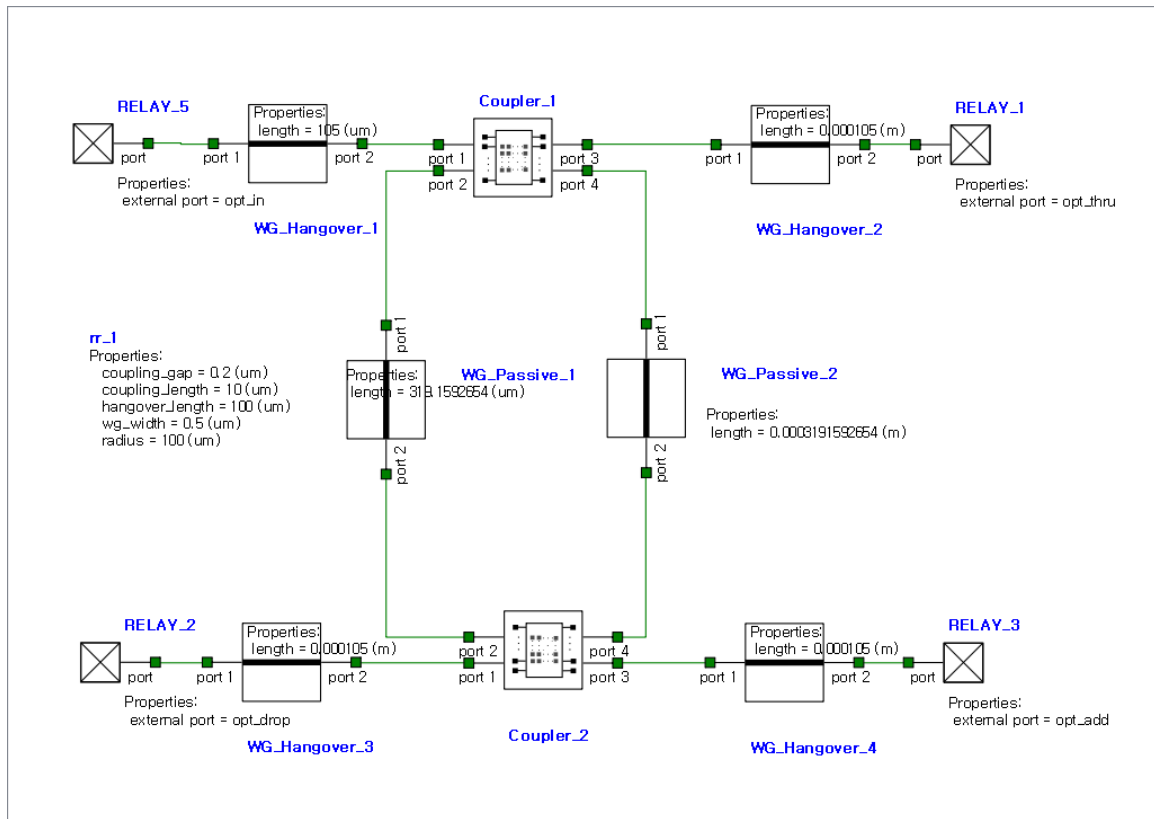 RELAY_5
port
Properties:
external port = opt_in
port 1
Properties:
length = 105 (um)
port 2
WG_Hangover_1
Coupler_1
port 1
port 2
port 3
port 4
port 1
Properties:
length = 0.000105 (m)
port 2
WG_Hangover_2
RELAY_1
port
Properties:
external port = opt_thru
rr_1
Properties:
coupling_gap = 0.2 (um)
coupling_length = 10 (um)
hangover_length = 100 (um)
wg_width = 0.5 (um)
radius = 100 (um)
port 1
Properties:
length = 319.1592654 (um)
port 2
WG_Passive_1
port 1
port 2
WG_Passive_2
Properties:
length = 0.0003191592654 (m)
RELAY_2
port
Properties:
external port = opt_drop
port 1
Properties:
length = 0.000105 (m)
port 2
WG_Hangover_3
port 2
port 1
port 4
port 3
Coupler_2
port 1
Properties:
length = 0.000105 (m)
port 2
WG_Hangover_4
RELAY_3
port
Properties:
external port = opt_add